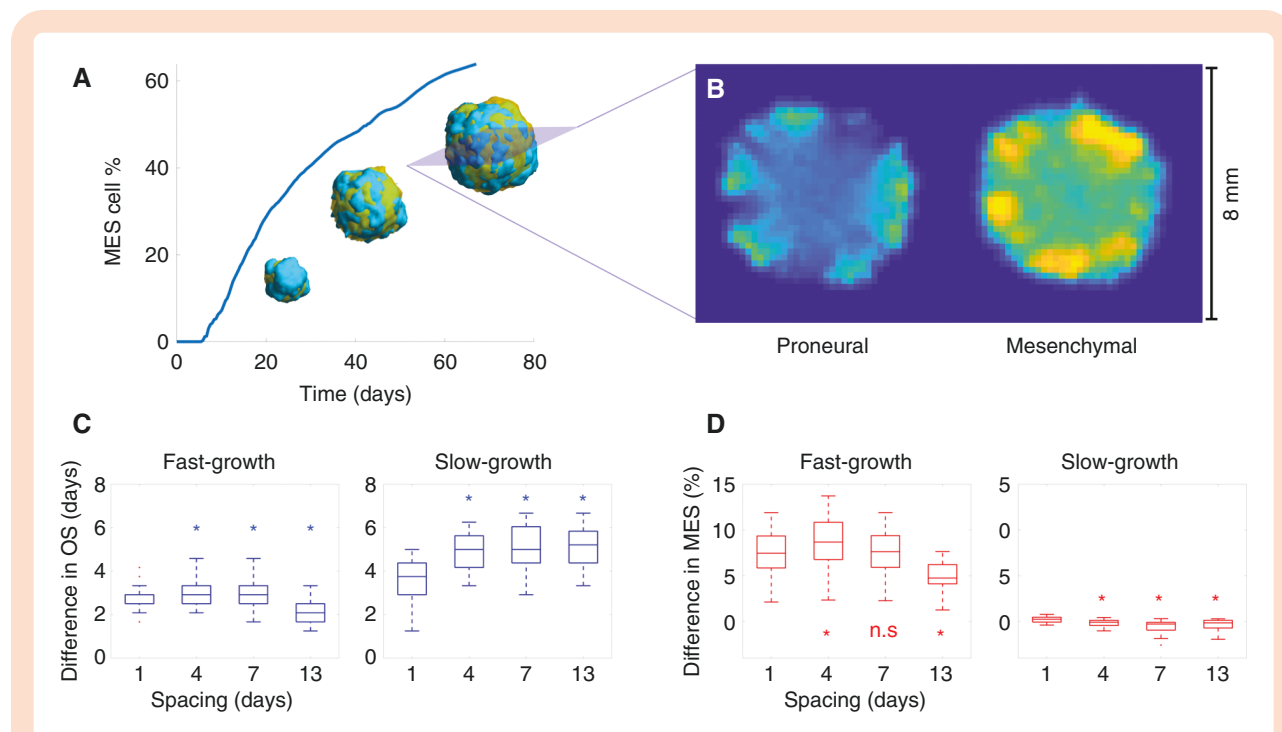 A
60
40
20
0
MES cell %
0 20 40 60 80
Time (days)
B
Proneural Mesenchymal
8 mm
C
Fast-growth Slow-growth
Difference in OS (days)
8 8
6 * * * 6 * * *
4 4
2 2
0 0
1 4 7 13 1 4 7 13
Spacing (days)
D
Fast-growth Slow-growth
Difference in MES (%)
15 5
10 0
5 5
0 * n.s * 0 * * *
1 4 7 13 1 4 7 13
Spacing (days)